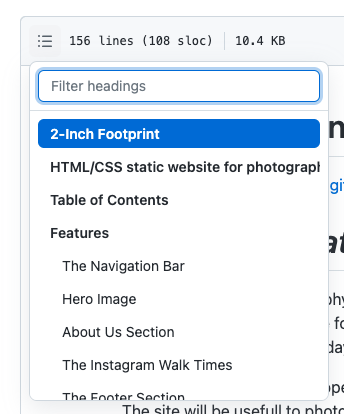 156 lines (108 sloc) 10.4 KB
Filter headings
2-Inch Footprint
HTML/CSS static website for photograph
Table of Contents
Features
The Navigation Bar
Hero Image
About Us Section
The Instagram Walk Times
The Footer Section
The site will be usefull to photo